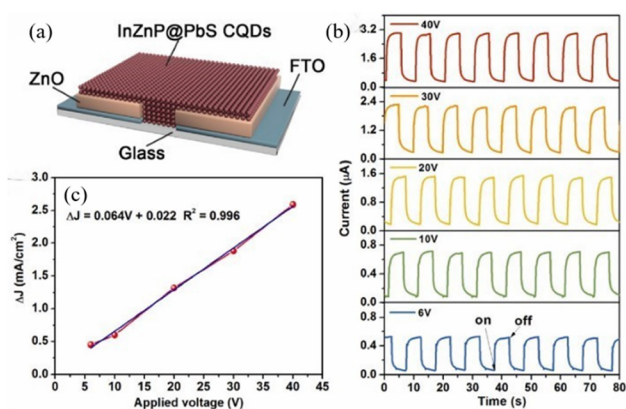 (a)
InZnP@PbS CQDs
ZnO
FTO
Glass
(b)
40V
3.2
1.6
0.0
30V
2.4
1.2
0.0
20V
1.6
0.8
0.0
10V
0.8
0.4
0.0
6V
0.8
0.4
0.0
on
off
Current (μA)
0 10 20 30 40 50 60 70 80
Time (s)
(c)
ΔJ = 0.064V + 0.022 R² = 0.996
3.0
2.5
2.0
1.5
1.0
0.5
0.0
ΔJ (mA/cm²)
0 5 10 15 20 25 30 35 40 45
Applied voltage (V)